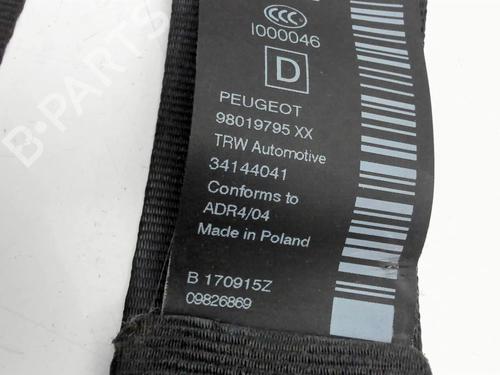 CCC
I000046
D
PEUGEOT
98019795 XX
TRW Automotive
34144041
Conforms to
ADR4/04
Made in Poland
B 170915Z
09826869
B-PARTS